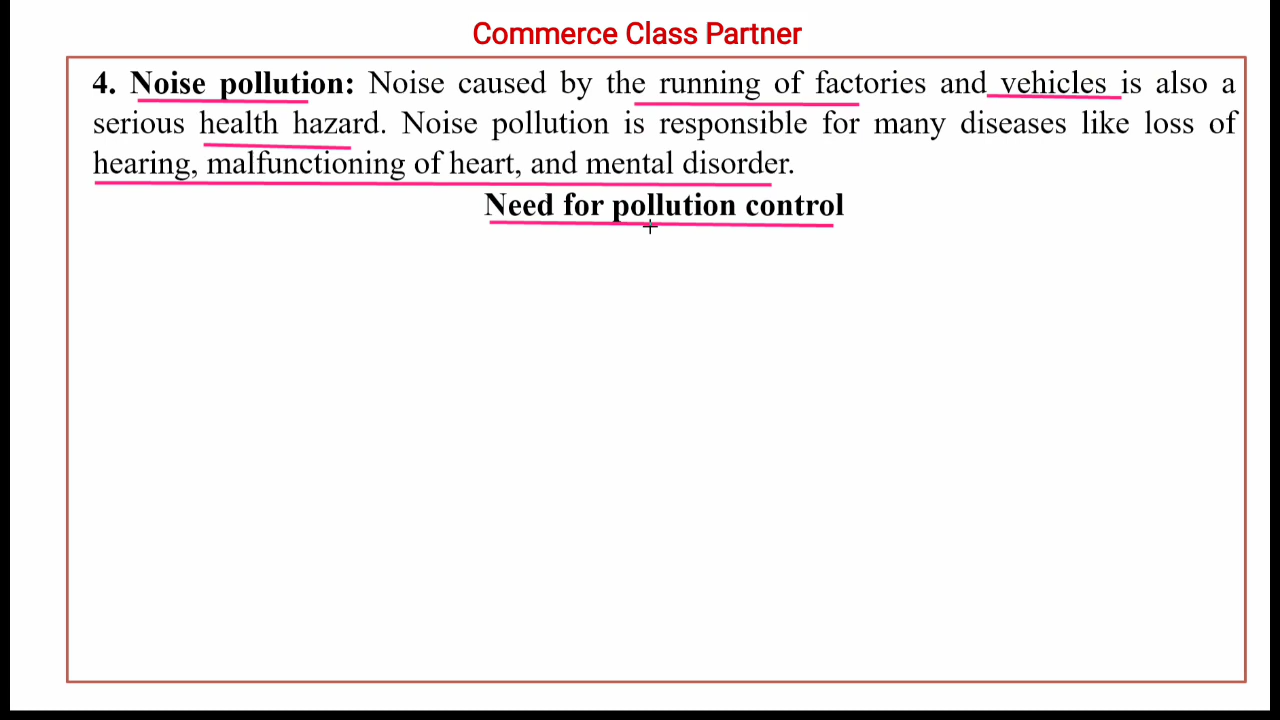 Commerce Class Partner
4. Noise pollution: Noise caused by the running of factories and vehicles is also a
serious health hazard. Noise pollution is responsible for many diseases like loss of
hearing, malfunctioning of heart, and mental disorder.
Need for pollution control